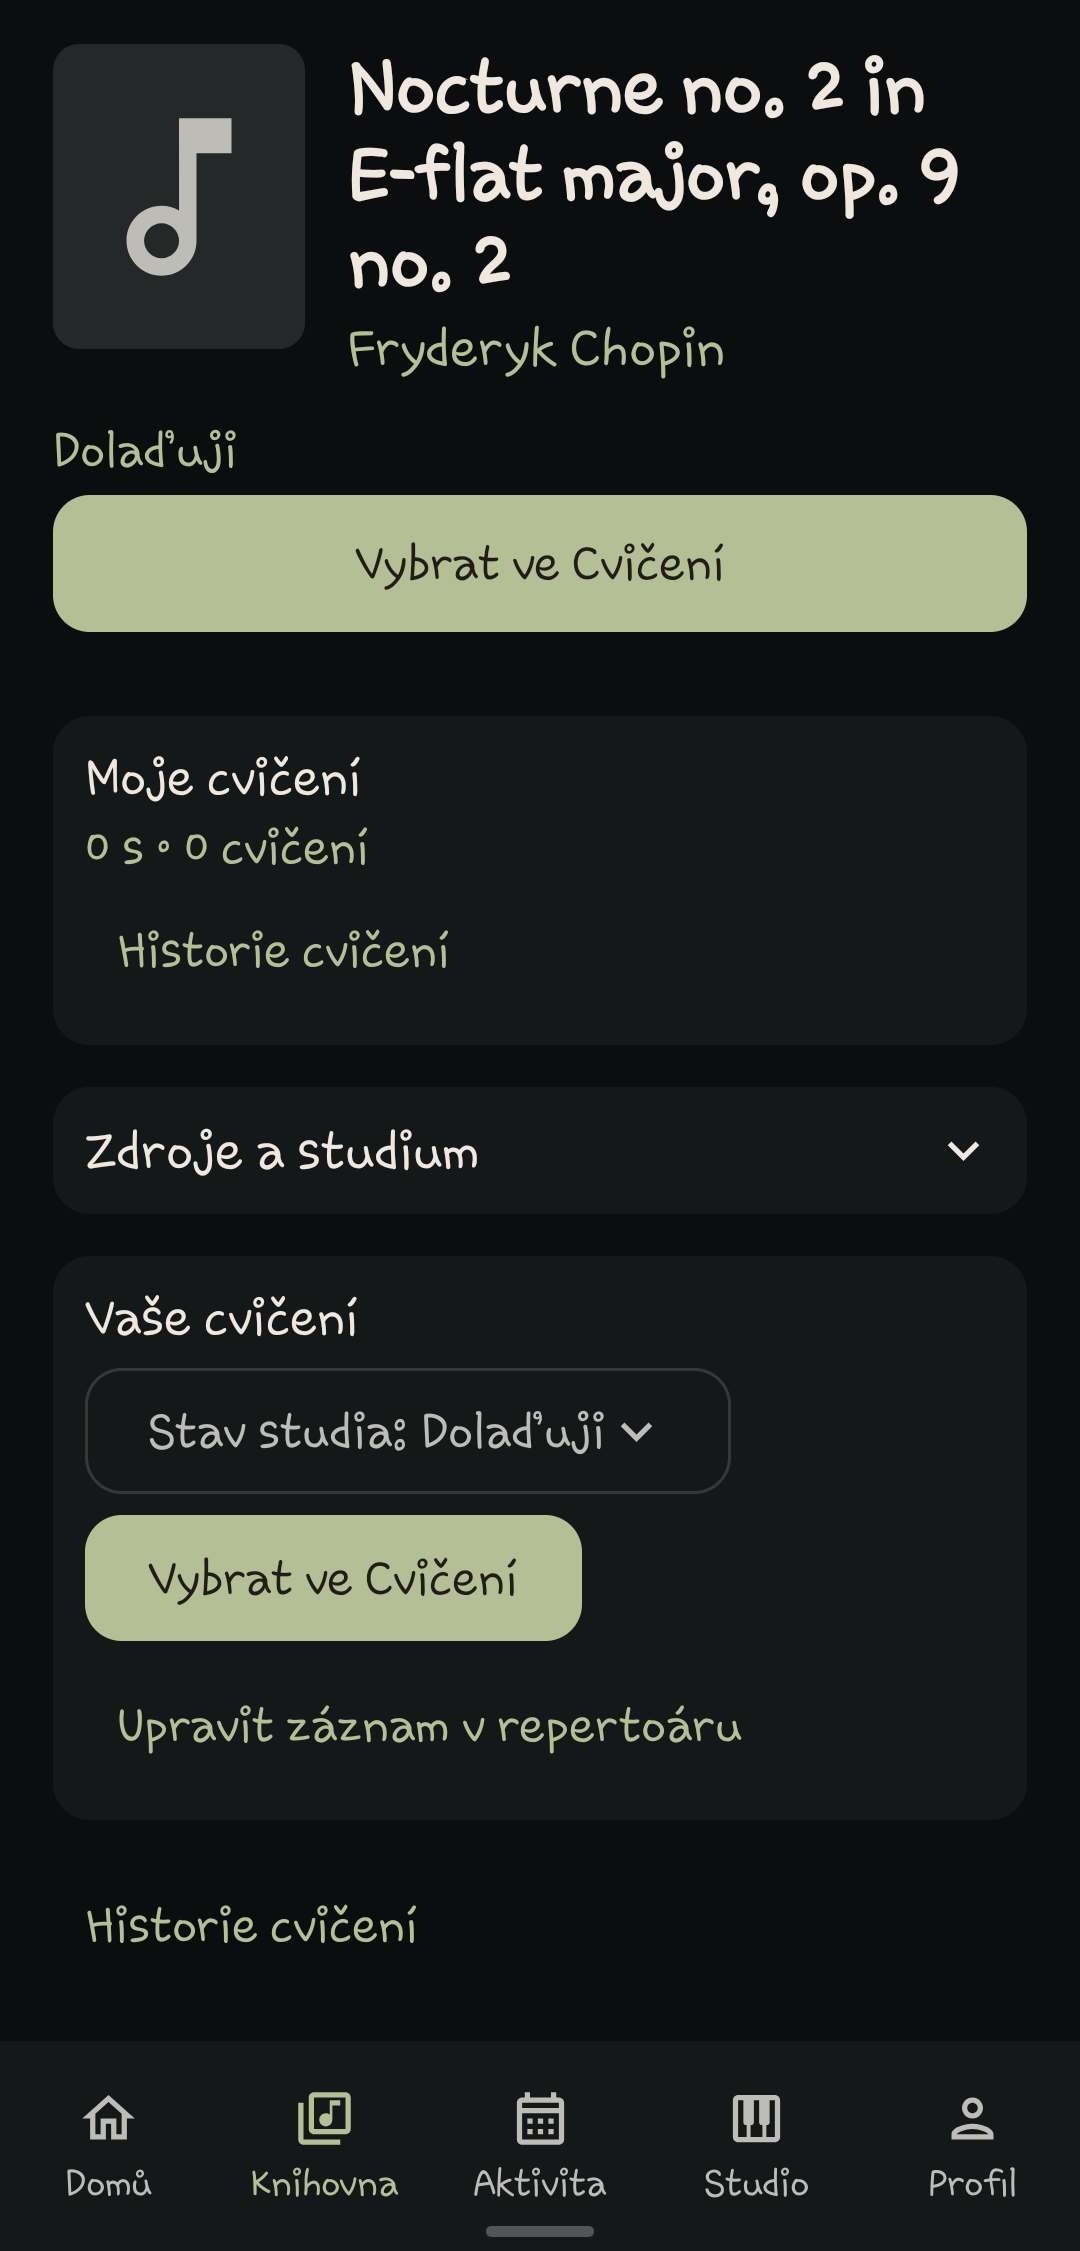 Nocturne no. 2 in
E-flat major, op. 9
no. 2
Fryderyk Chopin
Dolaďuji
Vybrat ve Cvičení
Moje cvičení
0 s • 0 cvičení
Historie cvičení
Zdroje a studium
Vaše cvičení
Stav studia: Dolaďuji
Vybrat ve Cvičení
Upravit záznam v repertoáru
Historie cvičení
Domů Knihovna Aktivita Studio Profil